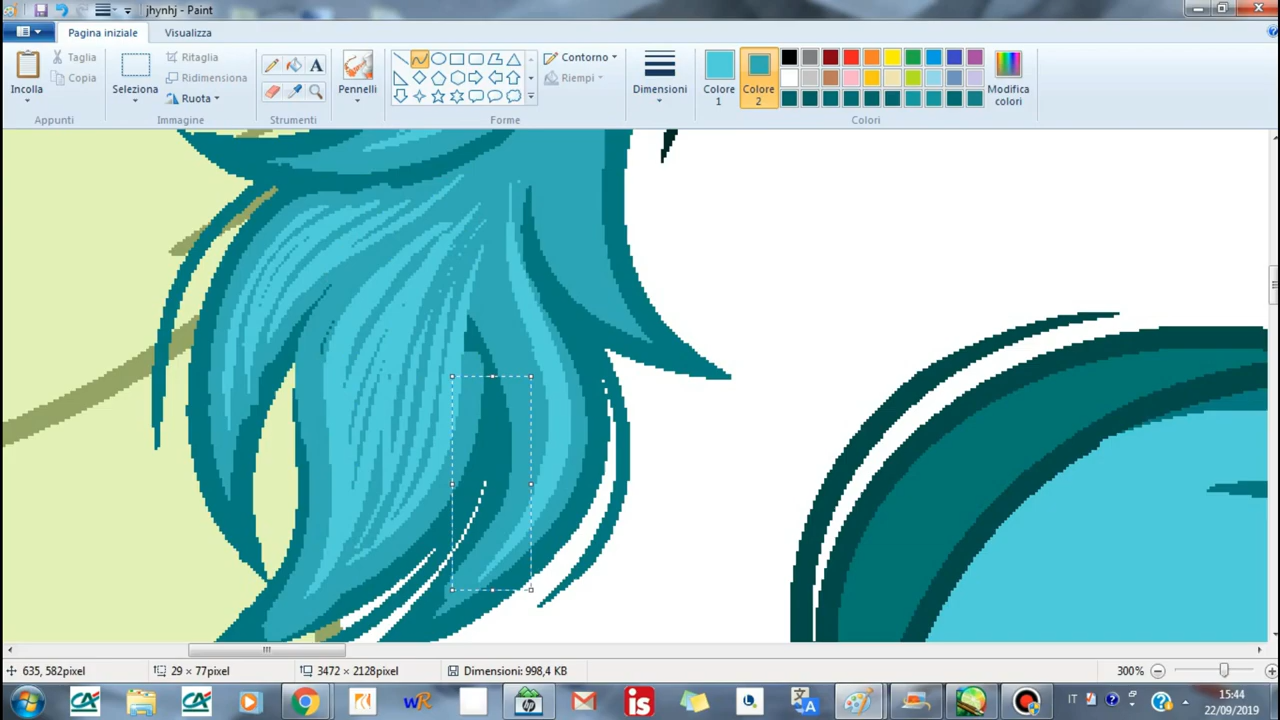 jhynhj - Paint
Pagina iniziale
Visualizza
Incolla
Taglia
Copia
Appunti
Seleziona
Ritaglia
Ridimensiona
Ruota
Immagine
A
Strumenti
Pennelli
Contorno
Riempi
Forme
Dimensioni
Colore 1
Colore 2
Modifica colori
Colori
635, 582pixel
29 × 77pixel
3472 × 2128pixel
Dimensioni: 998,4 KB
300%
IT
15:44
22/09/2019